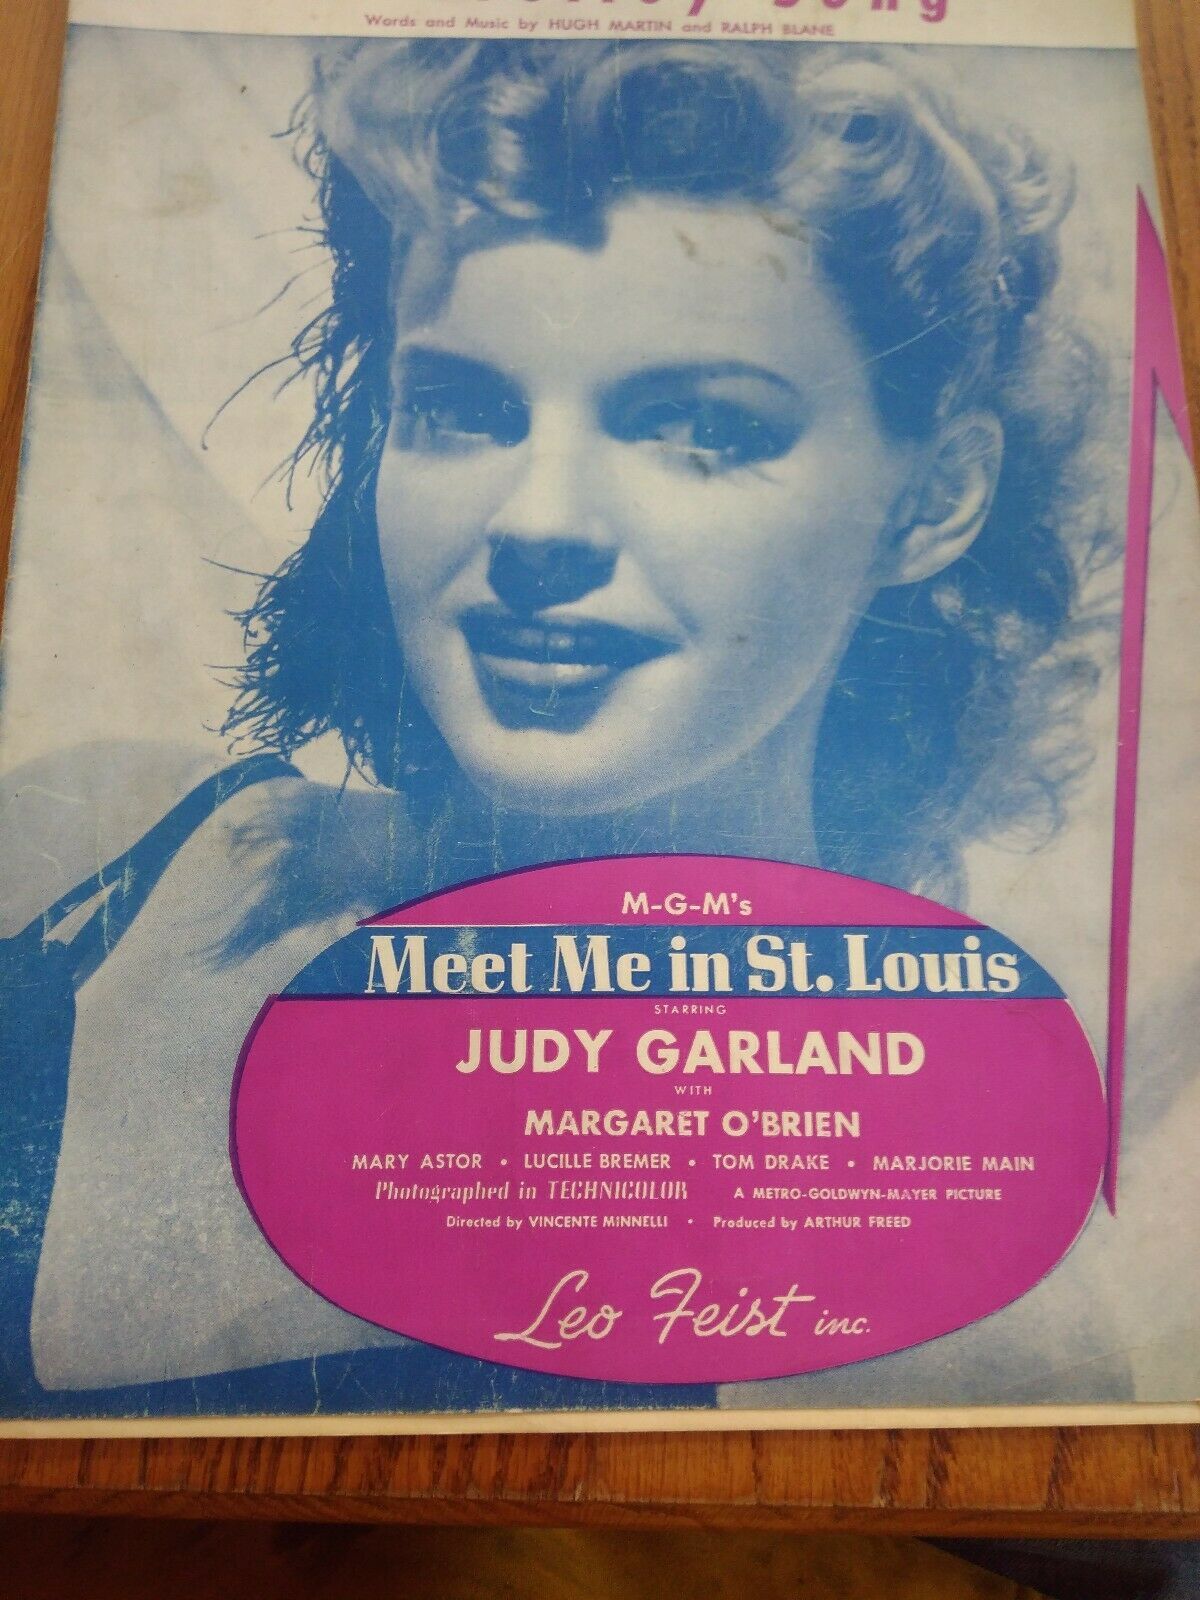 Song
Words and Music by HUGH MARTIN and RALPH BLANE
M-G-M's
Meet Me in St. Louis
STARRING
JUDY GARLAND
WITH
MARGARET O'BRIEN
MARY ASTOR • LUCILLE BREMER • TOM DRAKE • MARJORIE MAIN
Photographed in TECHNICOLOR A METRO-GOLDWYN-MAYER PICTURE
Directed by VINCENTE MINNELLI • Produced by ARTHUR FREED
Leo Feist inc.